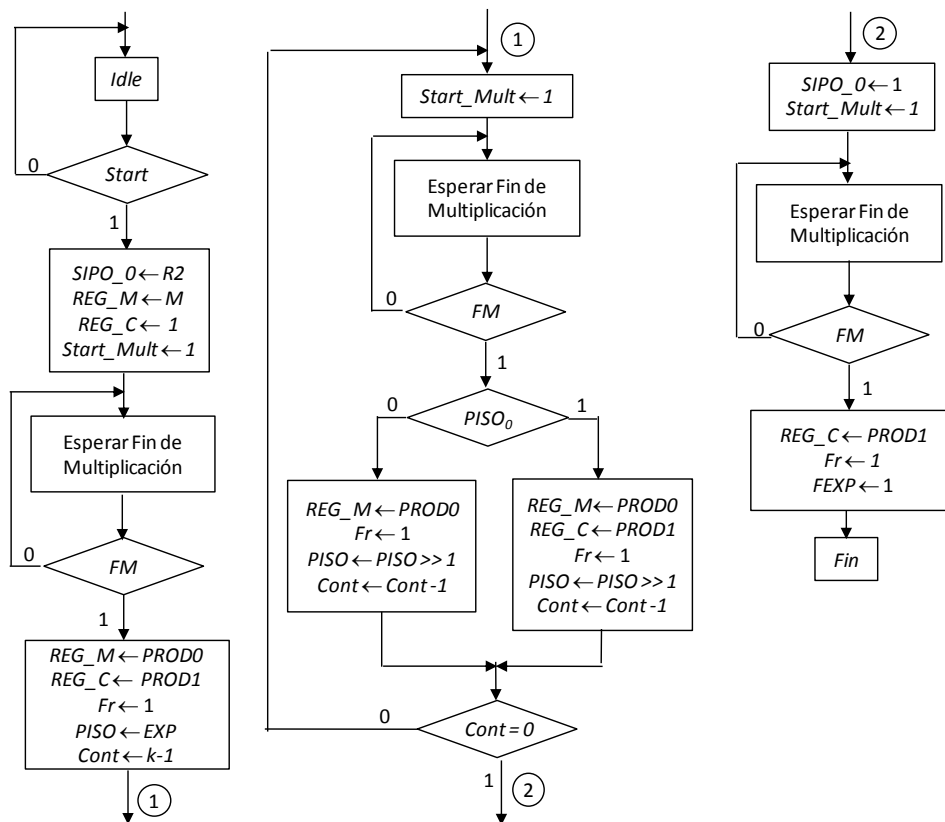 Idle
Start
0
1
SIPO_0 ← R2
REG_M ← M
REG_C ← 1
Start_Mult ← 1
Esperar Fin de
Multiplicación
FM
0
1
REG_M ← PROD0
REG_C ← PROD1
Fr ← 1
PISO ← EXP
Cont ← k-1
1
1
Start_Mult ← 1
Esperar Fin de
Multiplicación
FM
0
1
PISO₀
0
1
REG_M ← PROD0
Fr ← 1
PISO ← PISO >> 1
Cont ← Cont -1
REG_M ← PROD0
REG_C ← PROD1
Fr ← 1
PISO ← PISO >> 1
Cont ← Cont -1
Cont = 0
0
1
2
2
SIPO_0 ← 1
Start_Mult ← 1
Esperar Fin de
Multiplicación
FM
0
1
REG_C ← PROD1
Fr ← 1
FEXP ← 1
Fin